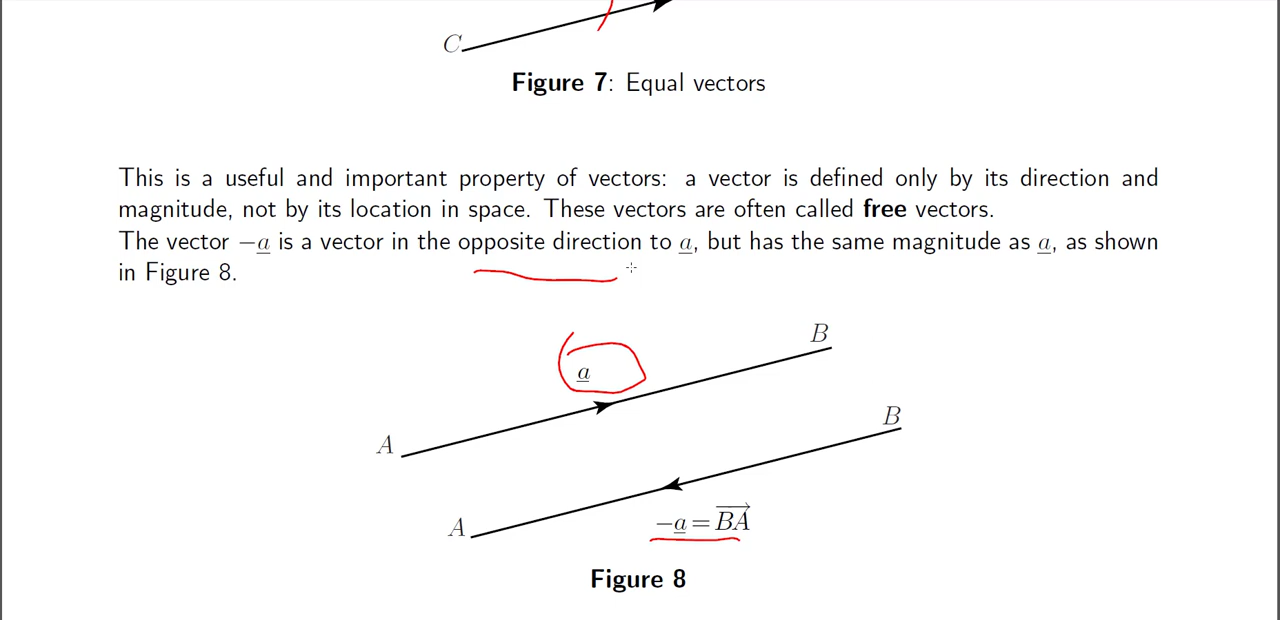 C
Figure 7: Equal vectors
This is a useful and important property of vectors: a vector is defined only by its direction and
magnitude, not by its location in space. These vectors are often called free vectors.
The vector −a̲ is a vector in the opposite direction to a̲, but has the same magnitude as a̲, as shown
in Figure 8.
B
a̲
A
B
A
−a̲ = \overrightarrow{BA}
Figure 8